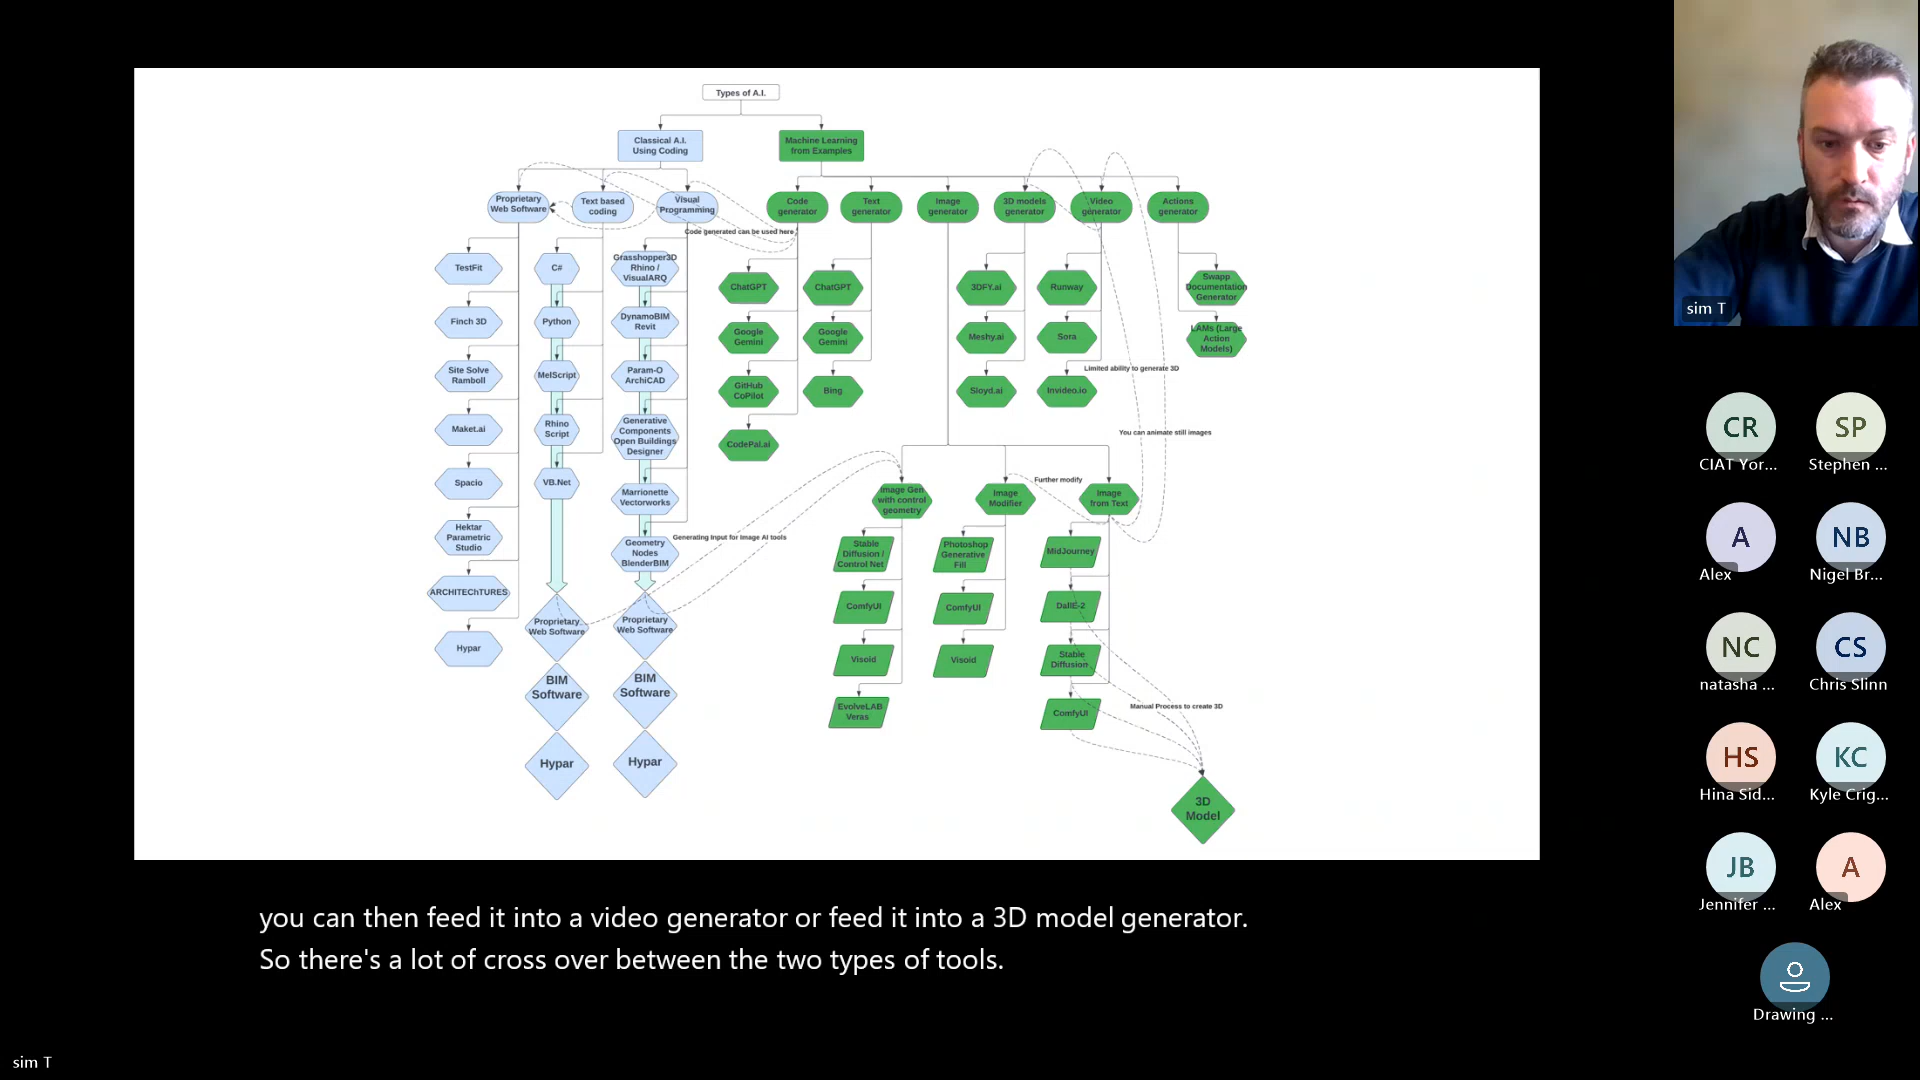 Types of A.I.
Classical A.I.
Using Coding
Machine Learning
from Examples
Proprietary
Web Software
Text based
coding
Visual
Programming
Code
generator
Text
generator
Image
generator
3D models
generator
Video
generator
Actions
generator
Code generated can be used here
TestFit
Finch 3D
Site Solve
Ramboll
Maket.ai
Spacio
Hektar
Parametric
Studio
ARCHITEChTURES
Hypar
C#
Python
MelScript
Rhino
Script
VB.Net
Proprietary
Web Software
BIM
Software
Hypar
Grasshopper3D
Rhino /
VisualARQ
DynamoBIM
Revit
Param-O
ArchiCAD
Generative
Components
Open Buildings
Designer
Marrionette
Vectorworks
Geometry
Nodes
BlenderBIM
Proprietary
Web Software
BIM
Software
Hypar
ChatGPT
Google
Gemini
GitHub
CoPilot
CodePal.ai
ChatGPT
Google
Gemini
Bing
3DFY.ai
Meshy.ai
Sloyd.ai
Runway
Sora
Invideo.io
Swapp
Documentation
Generator
LAMs (Large
Action
Models)
Limited ability to generate 3D
You can animate still images
Further modify
Generating Input for Image AI tools
Image Gen
with control
geometry
Image
Modifier
Image
from Text
Stable
Diffusion /
Control Net
ComfyUI
Visoid
EvolveLAB
Veras
Photoshop
Generative
Fill
ComfyUI
Visoid
MidJourney
DallE-2
Stable
Diffusion
ComfyUI
Manual Process to create 3D
3D
Model
you can then feed it into a video generator or feed it into a 3D model generator.
So there's a lot of cross over between the two types of tools.
sim T
sim T
CR
CIAT Yor...
SP
Stephen ...
A
Alex
NB
Nigel Br...
NC
natasha ...
CS
Chris Slinn
HS
Hina Sid...
KC
Kyle Crig...
JB
Jennifer ...
A
Alex
Drawing ...